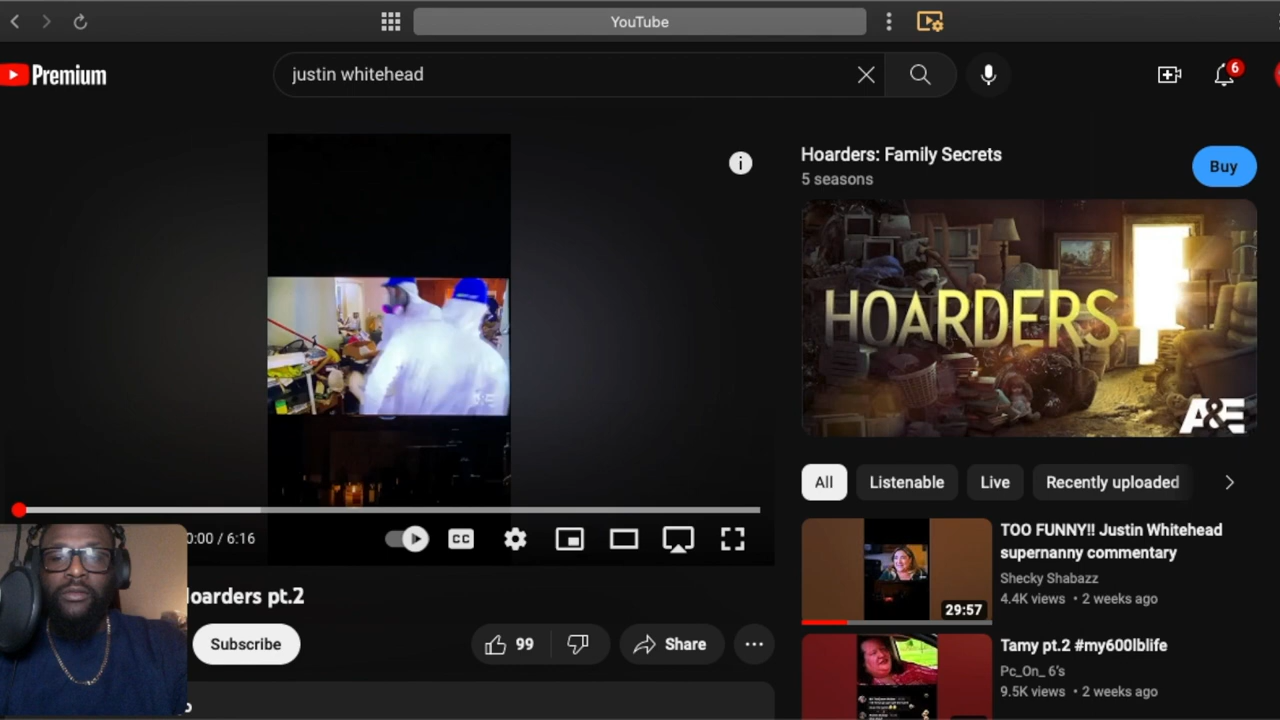 YouTube
Premium
justin whitehead
6
Hoarders: Family Secrets
5 seasons
Buy
HOARDERS
A&E
All
Listenable
Live
Recently uploaded
0:00 / 6:16
CC
oarders pt.2
Subscribe
99
Share
TOO FUNNY!! Justin Whitehead
supernanny commentary
Shecky Shabazz
4.4K views • 2 weeks ago
29:57
Tamy pt.2 #my600lblife
Pc_On_ 6's
9.5K views • 2 weeks ago